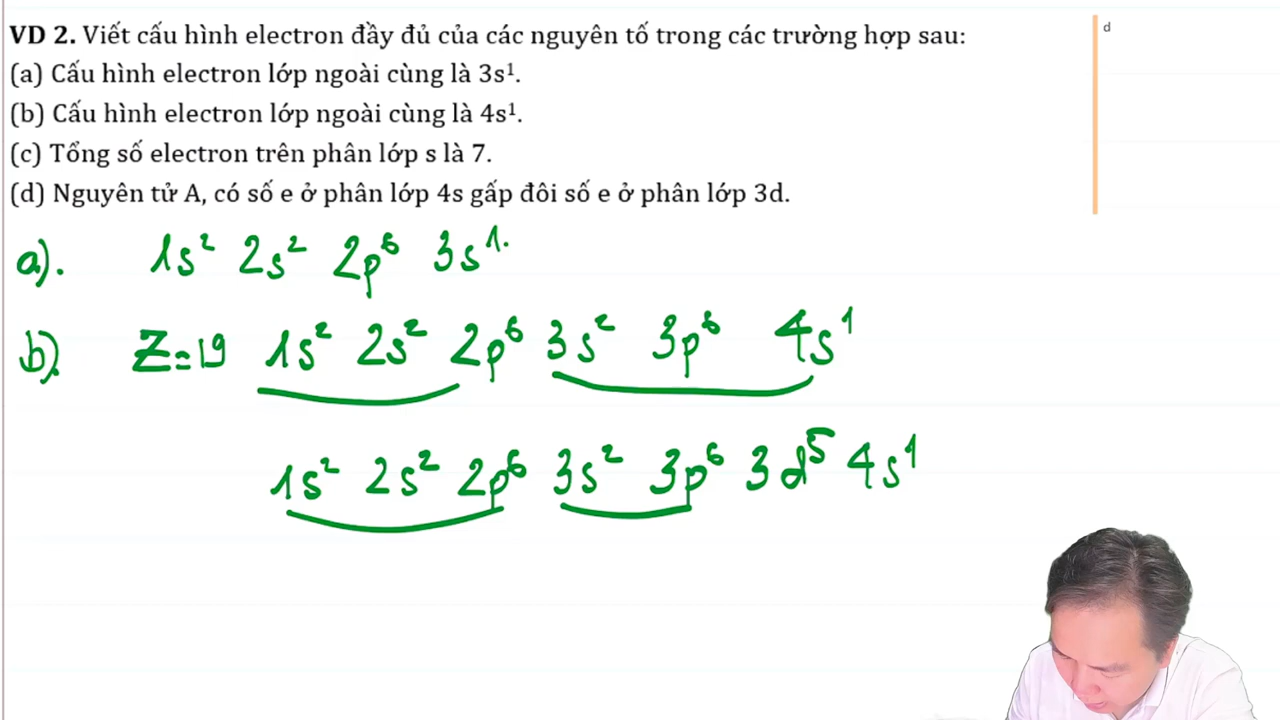 VD 2. Viết cấu hình electron đầy đủ của các nguyên tố trong các trường hợp sau:
d
(a) Cấu hình electron lớp ngoài cùng là 3s¹.
(b) Cấu hình electron lớp ngoài cùng là 4s¹.
(c) Tổng số electron trên phân lớp s là 7.
(d) Nguyên tử A, có số e ở phân lớp 4s gấp đôi số e ở phân lớp 3d.
a). 1s² 2s² 2p⁶ 3s¹.
b). Z=19 1s² 2s² 2p⁶ 3s² 3p⁶ 4s¹
1s² 2s² 2p⁶ 3s² 3p⁶ 3d⁵ 4s¹